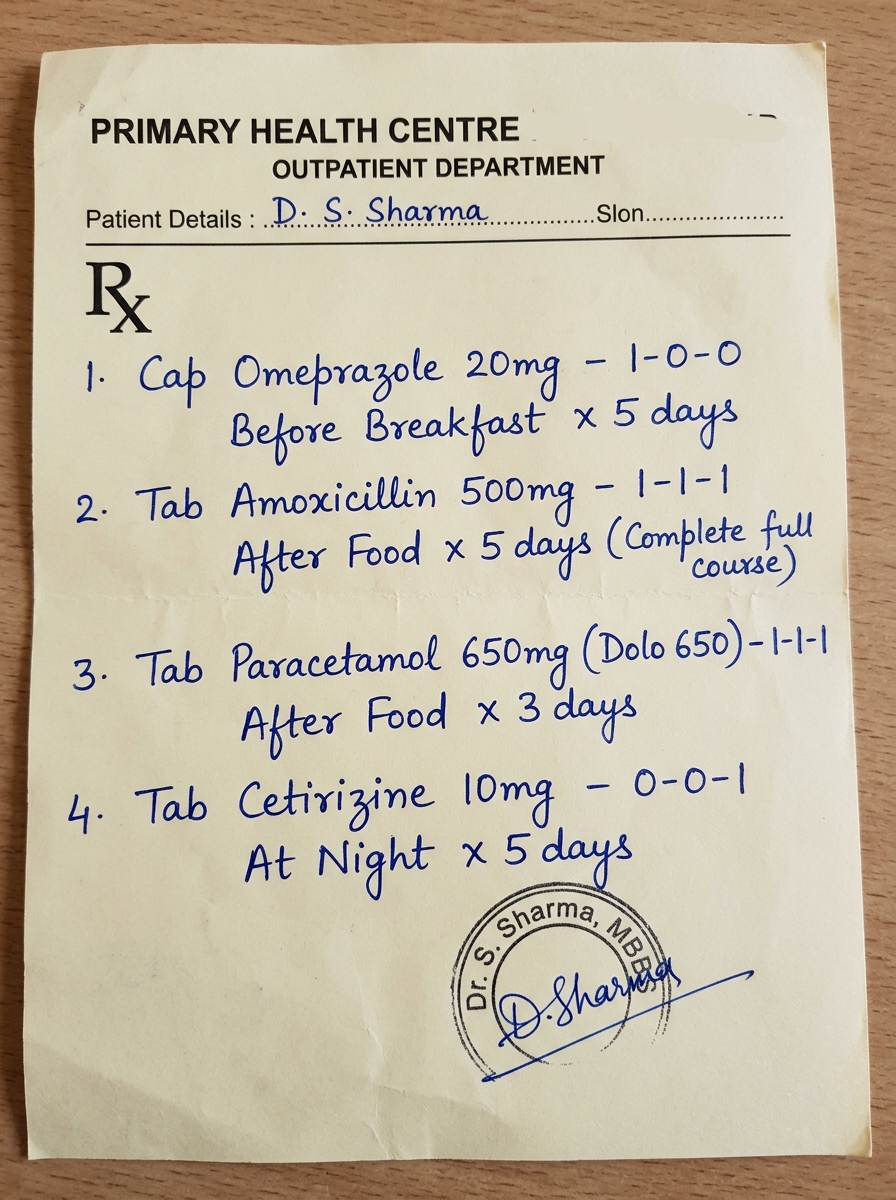 PRIMARY HEALTH CENTRE
OUTPATIENT DEPARTMENT
Patient Details : D. S. Sharma Slon
Rx
1. Cap Omeprazole 20mg - 1-0-0
Before Breakfast x 5 days
2. Tab Amoxicillin 500mg - 1-1-1
After Food x 5 days (Complete full
course)
3. Tab Paracetamol 650mg (Dolo 650) - 1-1-1
After Food x 3 days
4. Tab Cetirizine 10mg - 0-0-1
At Night x 5 days
Dr. S. Sharma, MBBS
D. Sharma